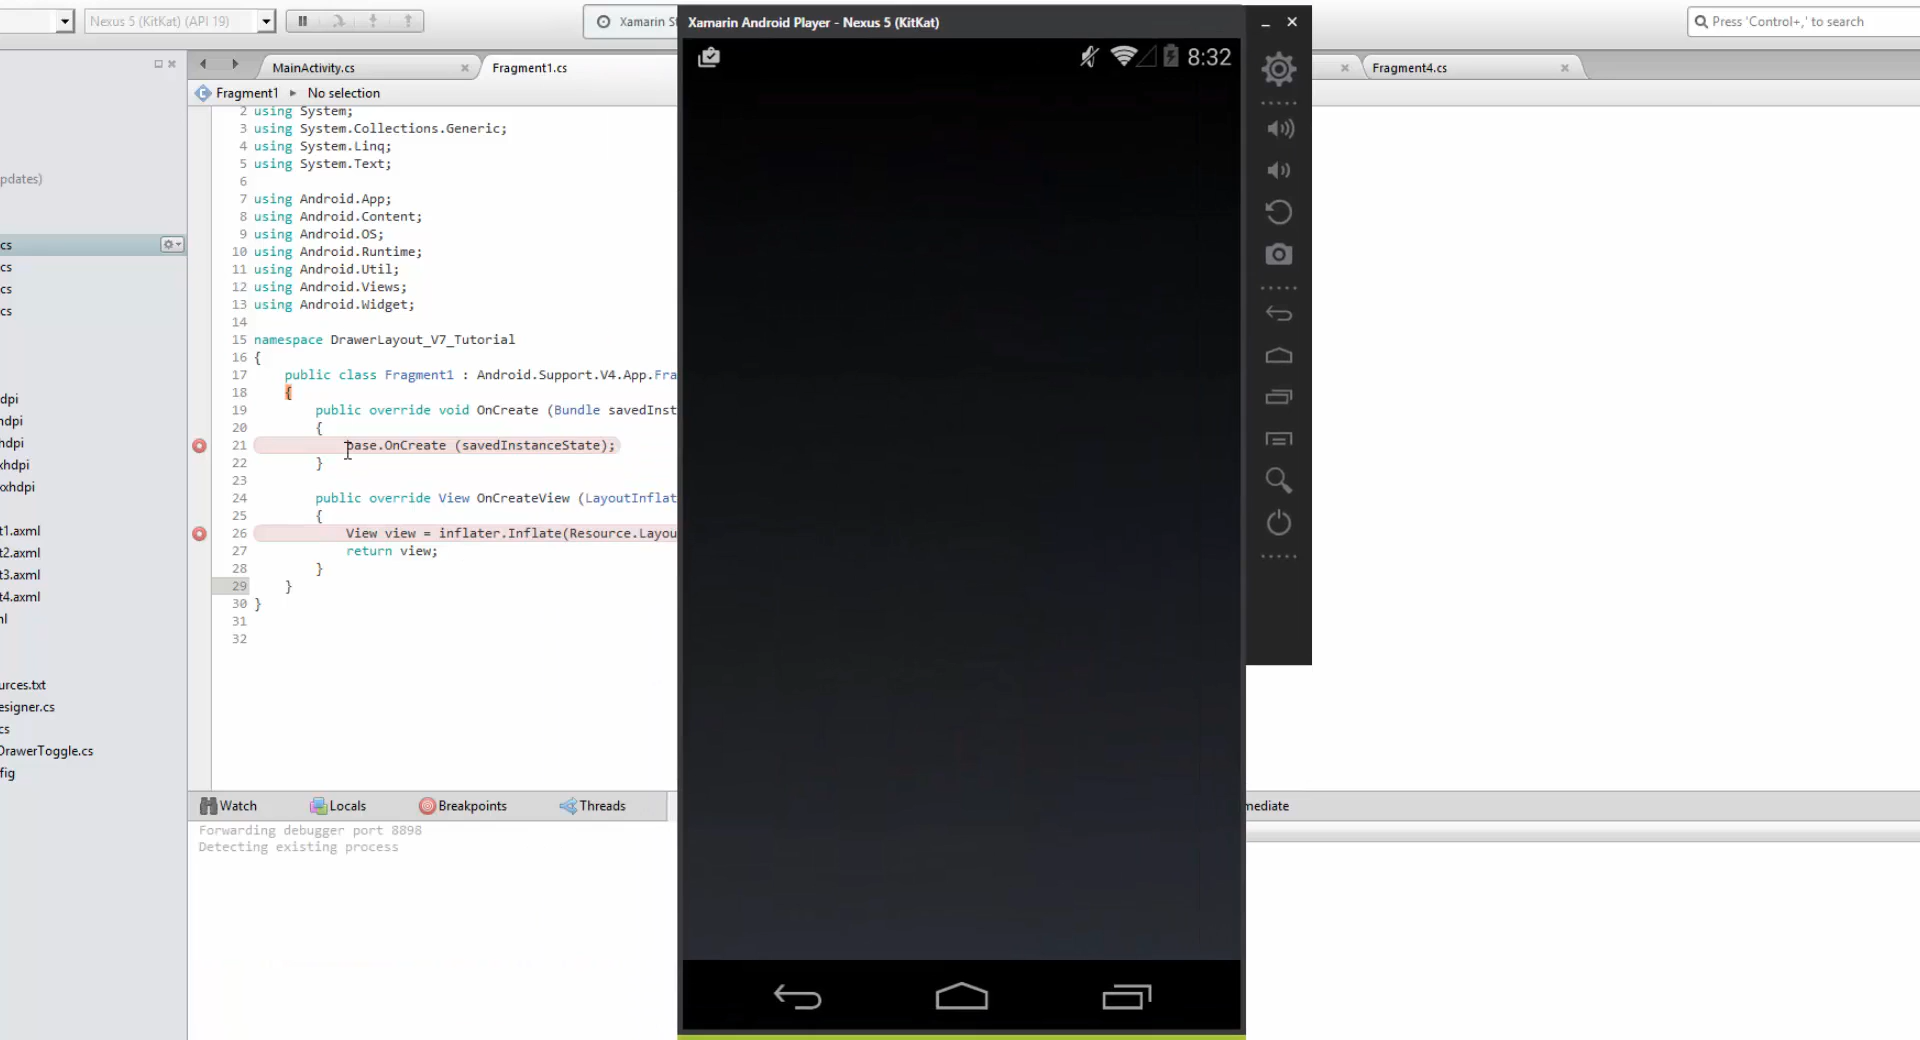 Nexus 5 (KitKat) (API 19)
Xamarin St
Xamarin Android Player - Nexus 5 (KitKat)
Press 'Control+,' to search
MainActivity.cs
Fragment1.cs
Fragment4.cs
Fragment1
No selection
8:32
pdates)
cs
cs
cs
cs
dpi
hdpi
hdpi
xhdpi
xxhdpi
t1.axml
t2.axml
t3.axml
t4.axml
ml
urces.txt
esigner.cs
cs
DrawerToggle.cs
fig
2 using System;
3 using System.Collections.Generic;
4 using System.Linq;
5 using System.Text;
6
7 using Android.App;
8 using Android.Content;
9 using Android.OS;
10 using Android.Runtime;
11 using Android.Util;
12 using Android.Views;
13 using Android.Widget;
14
15 namespace DrawerLayout_V7_Tutorial
16 {
17 public class Fragment1 : Android.Support.V4.App.Fra
18 {
19 public override void OnCreate (Bundle savedInst
20 {
21 base.OnCreate (savedInstanceState);
22 }
23
24 public override View OnCreateView (LayoutInflat
25 {
26 View view = inflater.Inflate(Resource.Layou
27 return view;
28 }
29 }
30 }
31
32
Watch
Locals
Breakpoints
Threads
mediate
Forwarding debugger port 8898
Detecting existing process